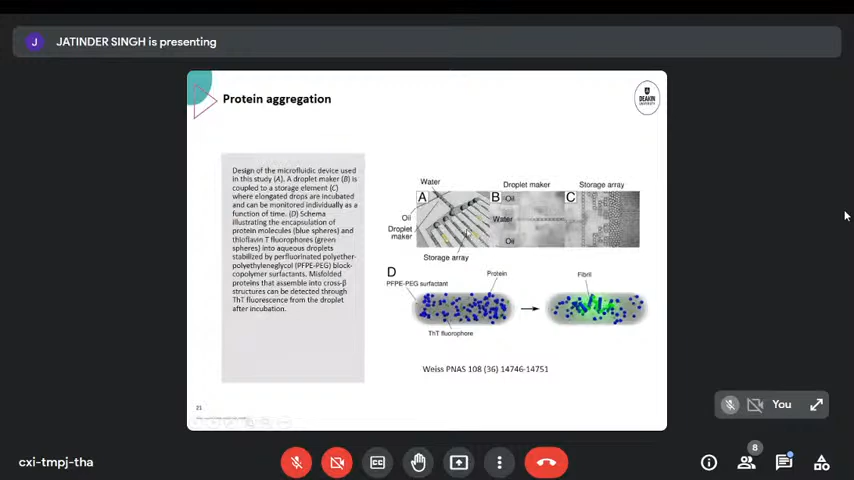 J JATINDER SINGH is presenting
Protein aggregation
DEAKIN
UNIVERSITY
Design of the microfluidic device used
in this study (A). A droplet maker (B) is
coupled to a storage element (C)
where elongated drops are incubated
and can be monitored individually as a
function of time. (D) Schema
illustrating the encapsulation of
protein molecules (blue spheres) and
thioflavin T fluorophores (green
spheres) into aqueous droplets
stabilized by perfluorinated polyether-
polyethyleneglycol (PFPE-PEG) block-
copolymer surfactants. Misfolded
proteins that assemble into cross-β
structures can be detected through
ThT fluorescence from the droplet
after incubation.
Water
Droplet maker
Storage array
A
B
C
Oil
Oil
Water
Droplet
maker
Oil
Storage array
D
Protein
Fibril
PFPE-PEG surfactant
ThT fluorophore
Weiss PNAS 108 (36) 14746-14751
21
You
cxi-tmpj-tha
CC
8